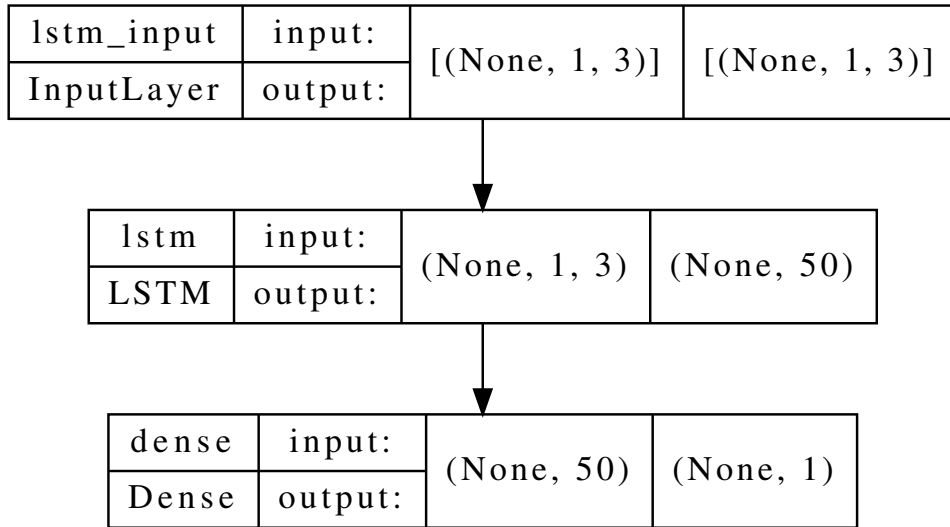 lstm_input input: [(None, 1, 3)] [(None, 1, 3)]
InputLayer output:
lstm input: (None, 1, 3) (None, 50)
LSTM output:
dense input: (None, 50) (None, 1)
Dense output: